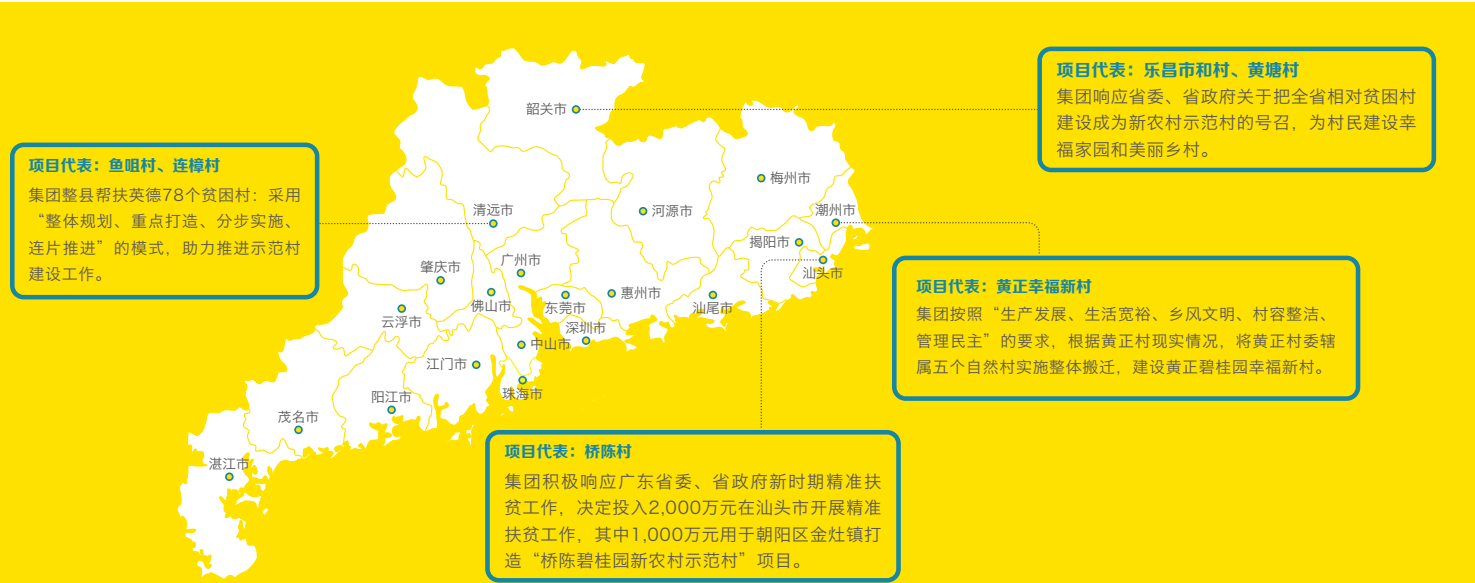 项目代表：乐昌市和村、黄塘村
集团响应省委、省政府关于把全省相对贫困村
建设成为新农村示范村的号召，为村民建设幸
福家园和美丽乡村。
项目代表：鱼咀村、连樟村
集团整县帮扶英德78个贫困村：采用
“整体规划、重点打造、分步实施、
连片推进”的模式，助力推进示范村
建设工作。
韶关市
梅州市
清远市
河源市
潮州市
揭阳市
广州市
肇庆市
汕头市
惠州市
佛山市
东莞市
汕尾市
云浮市
深圳市
中山市
江门市
珠海市
阳江市
茂名市
湛江市
项目代表：黄正幸福新村
集团按照“生产发展、生活宽裕、乡风文明、村容整洁、
管理民主”的要求，根据黄正村现实情况，将黄正村委辖
属五个自然村实施整体搬迁，建设黄正碧桂园幸福新村。
项目代表：桥陈村
集团积极响应广东省委、省政府新时期精准扶
贫工作，决定投入2,000万元在汕头市开展精准
扶贫工作，其中1,000万元用于朝阳区金灶镇打
造“桥陈碧桂园新农村示范村”项目。